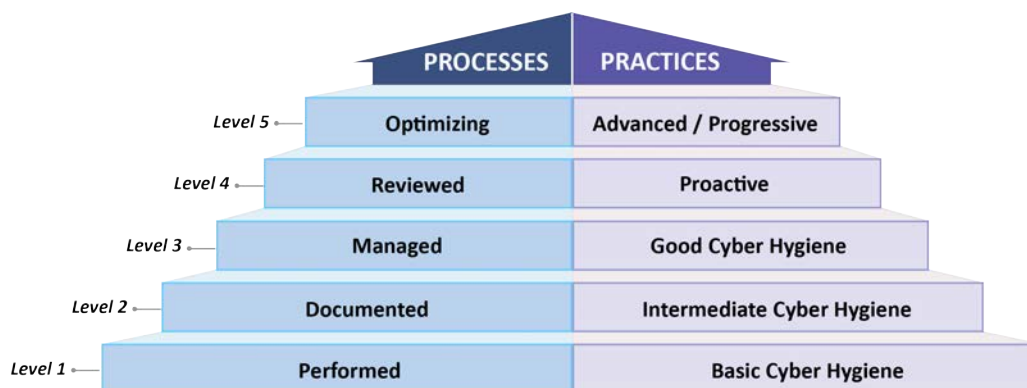 PROCESSES PRACTICES
Level 5 Optimizing Advanced / Progressive
Level 4 Reviewed Proactive
Level 3 Managed Good Cyber Hygiene
Level 2 Documented Intermediate Cyber Hygiene
Level 1 Performed Basic Cyber Hygiene